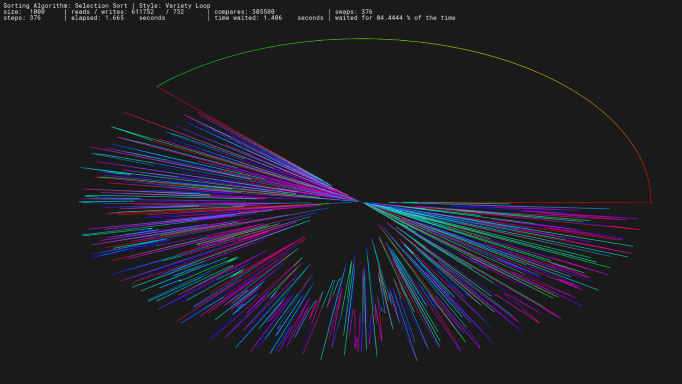 Sorting Algorithm: Selection Sort | Style: Variety Loop
size: 1000 | reads / writes: 611752 / 752 | compares: 305500 | swaps: 376
steps: 376 | elapsed: 1.665 seconds | time waited: 1.406 seconds | waited for 84.4444 % of the time